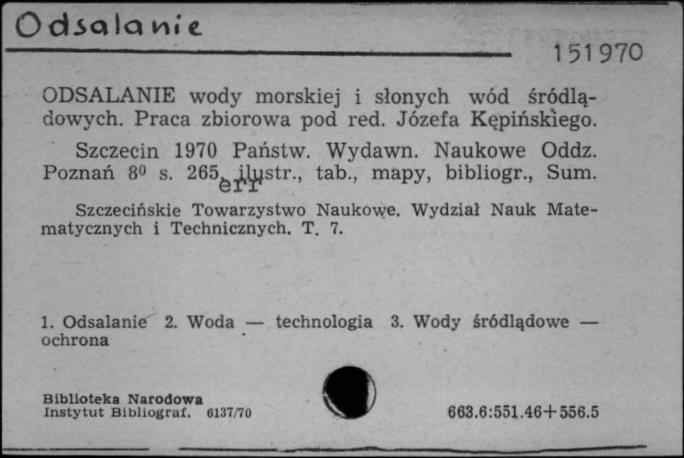 Odsalanie
151970
ODSALANIE wody morskiej i słonych wód śródlą-
dowych. Praca zbiorowa pod red. Józefa Kępińskiego.
Szczecin 1970 Państw. Wydawn. Naukowe Oddz.
Poznań 8⁰ s. 265, ilustr., tab., mapy, bibliogr., Sum.
err
Szczecińskie Towarzystwo Naukowe. Wydział Nauk Mate-
matycznych i Technicznych. T. 7.
1. Odsalanie 2. Woda — technologia 3. Wody śródlądowe —
ochrona
Biblioteka Narodowa
Instytut Bibliograf. 6137/70
663.6:551.46+556.5